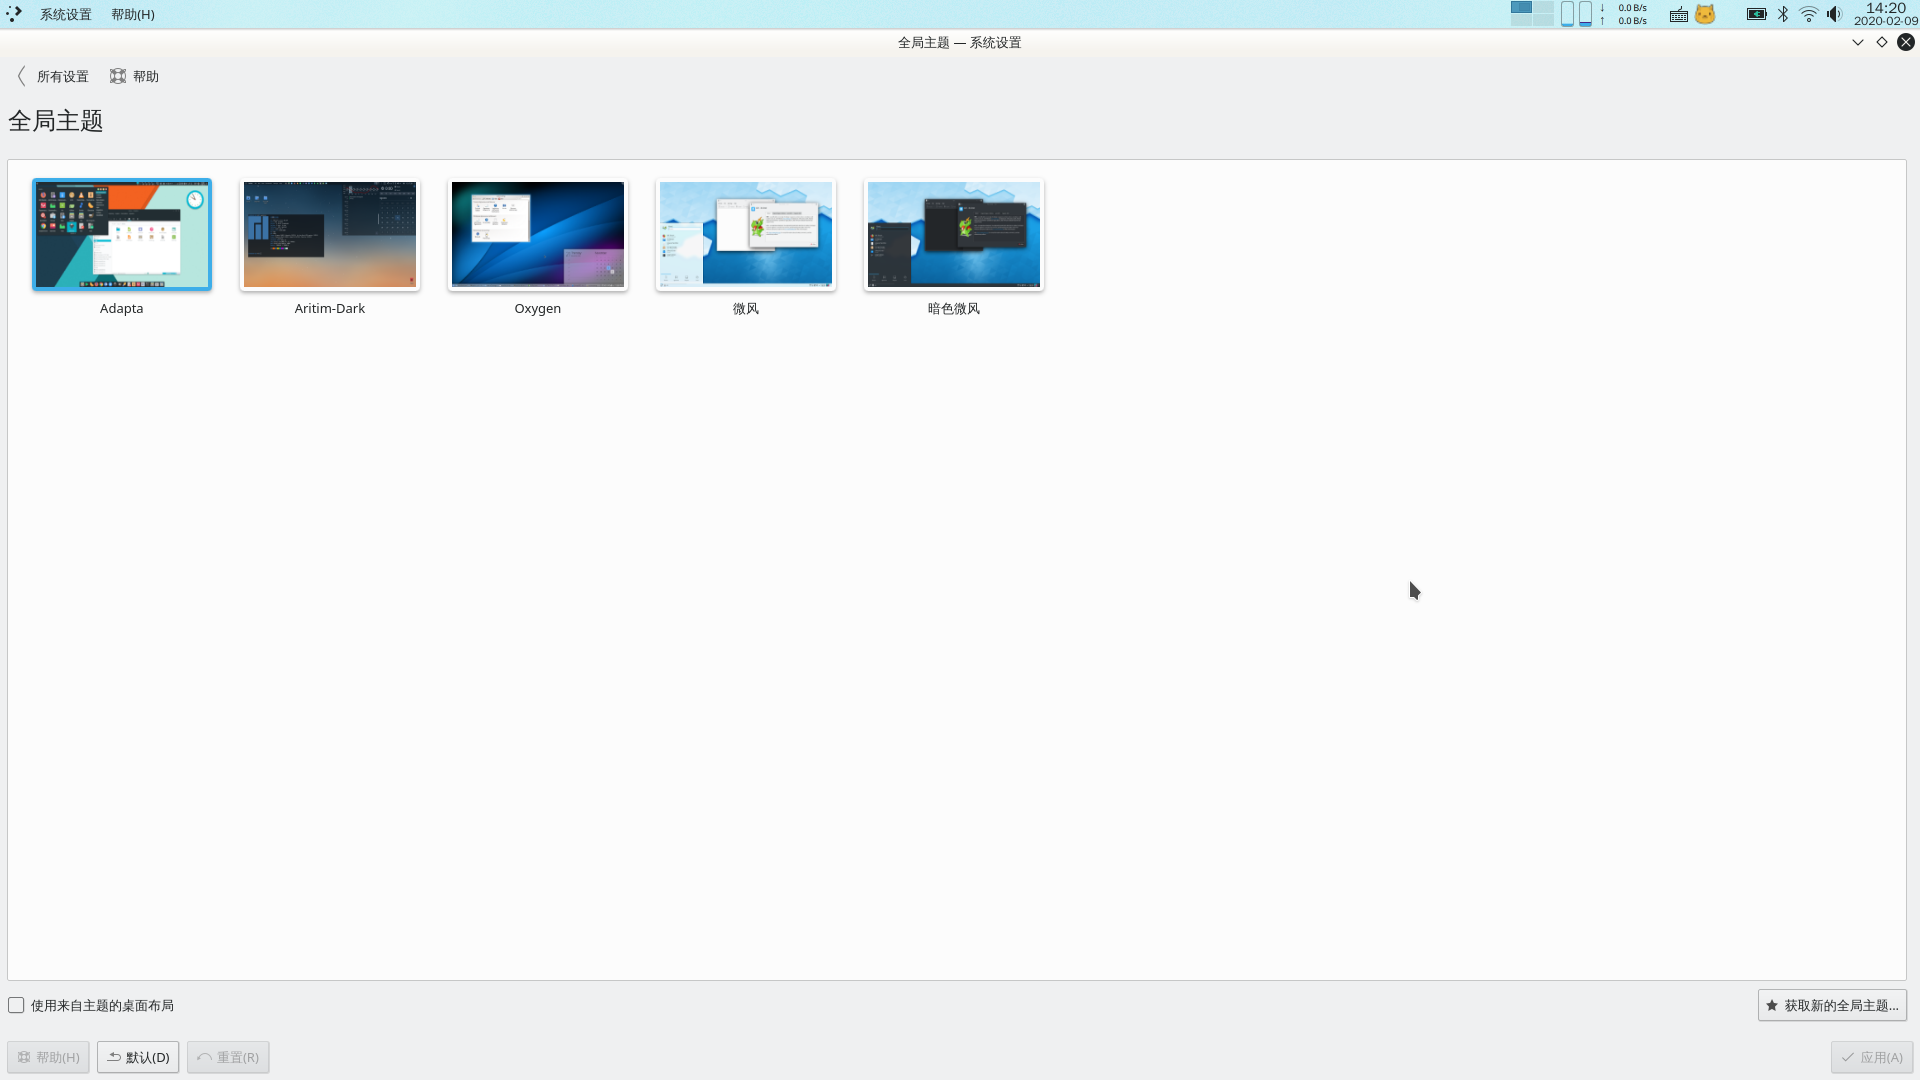 系统设置 帮助(H)
↓ 0.0 B/s
↑ 0.0 B/s
14:20
2020-02-09
全局主题 — 系统设置
所有设置 帮助
全局主题
Adapta Aritim-Dark Oxygen 微风 暗色微风
使用来自主题的桌面布局 获取新的全局主题...
帮助(H) 默认(D) 重置(R) 应用(A)